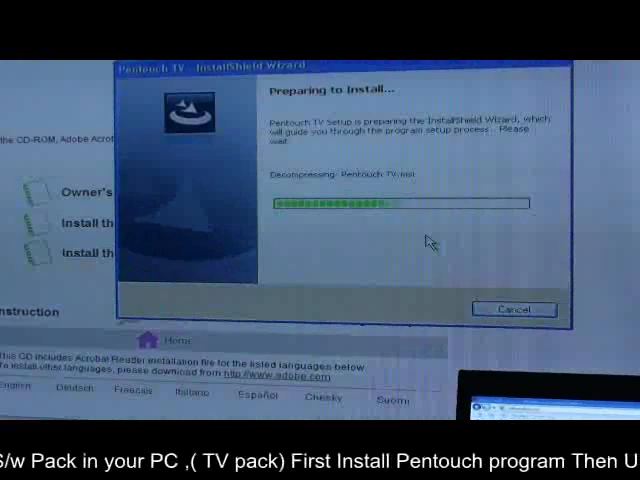 Pentouch TV - InstallShield Wizard
Preparing to Install...
Pentouch TV Setup is preparing the InstallShield Wizard, which
will guide you through the program setup process. Please
wait.
the CD-ROM, Adobe Acrot
Decompressing: Pentouch TV.msi
Owner's
Install th
Install th
nstruction
Cancel
Home
This CD includes Acrobat Reader installation file for the listed languages below
To install other languages, please download from http://www.adobe.com
English Deutsch Français Italiano Español Chesky Suomi
S/w Pack in your PC ,( TV pack) First Install Pentouch program Then U